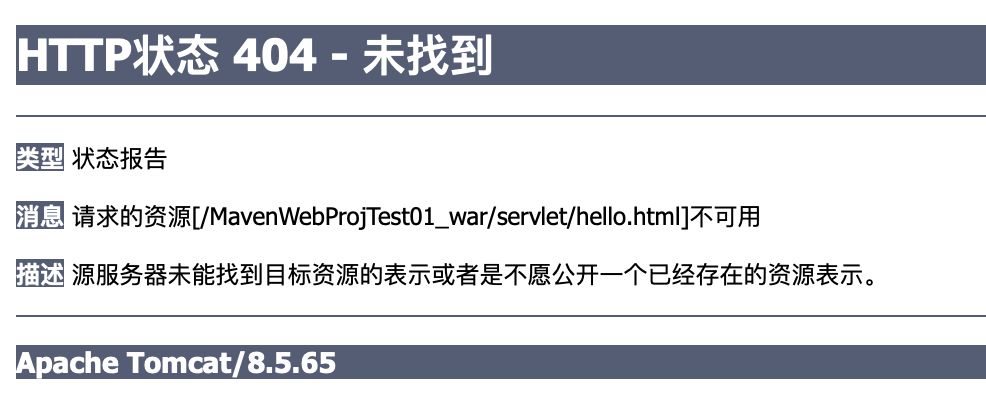 HTTP状态 404 - 未找到
类型 状态报告
消息 请求的资源[/MavenWebProjTest01_war/servlet/hello.html]不可用
描述 源服务器未能找到目标资源的表示或者是不愿公开一个已经存在的资源表示。
Apache Tomcat/8.5.65